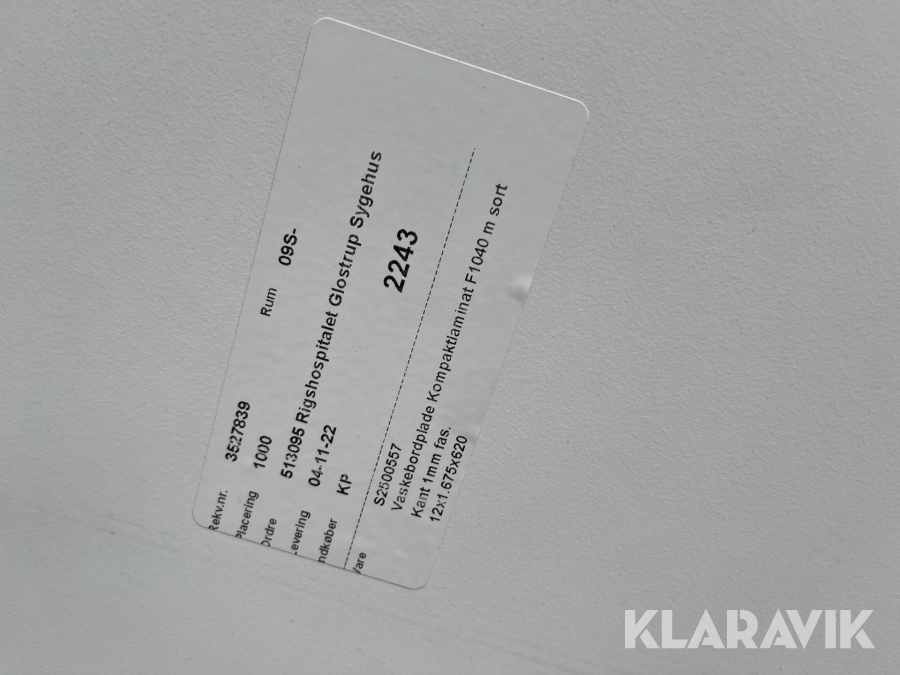 Rekv.nr. 3527839
Placering 1000 Rum 09S-
Ordre 513095 Rigshospitalet Glostrup Sygehus
Levering 04-11-22
Indkøber KP 2243
Vare S2500557
Vaskebordplade Kompaktlaminat F1040 m sort
Kant 1mm fas.
12x1.675x620
KLARAVIK